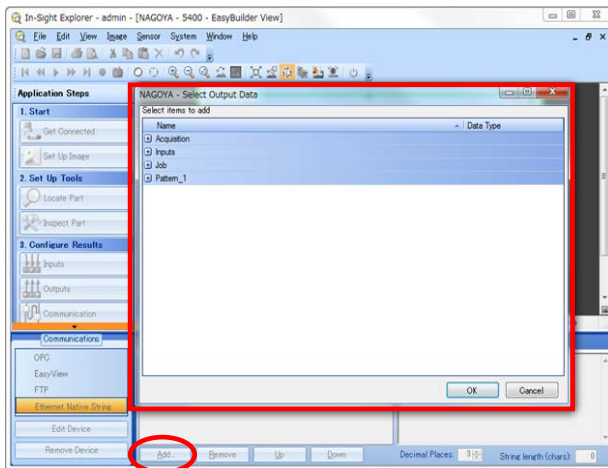 In-Sight Explorer - admin - [NAGOYA - 5400 - EasyBuilder View]
File Edit View Image Sensor System Window Help
Application Steps
1. Start
Get Connected
Set Up Image
2. Set Up Tools
Locate Part
Inspect Part
3. Configure Results
Inputs
Outputs
Communication
Communications
OPC
EasyView
FTP
Ethernet Native String
Edit Device
Remove Device
NAGOYA - Select Output Data
Select items to add
Name Data Type
Acquisition
Inputs
Job
Pattern_1
OK Cancel
Add... Remove Up Down Decimal Places: 3 String length (chars): 0